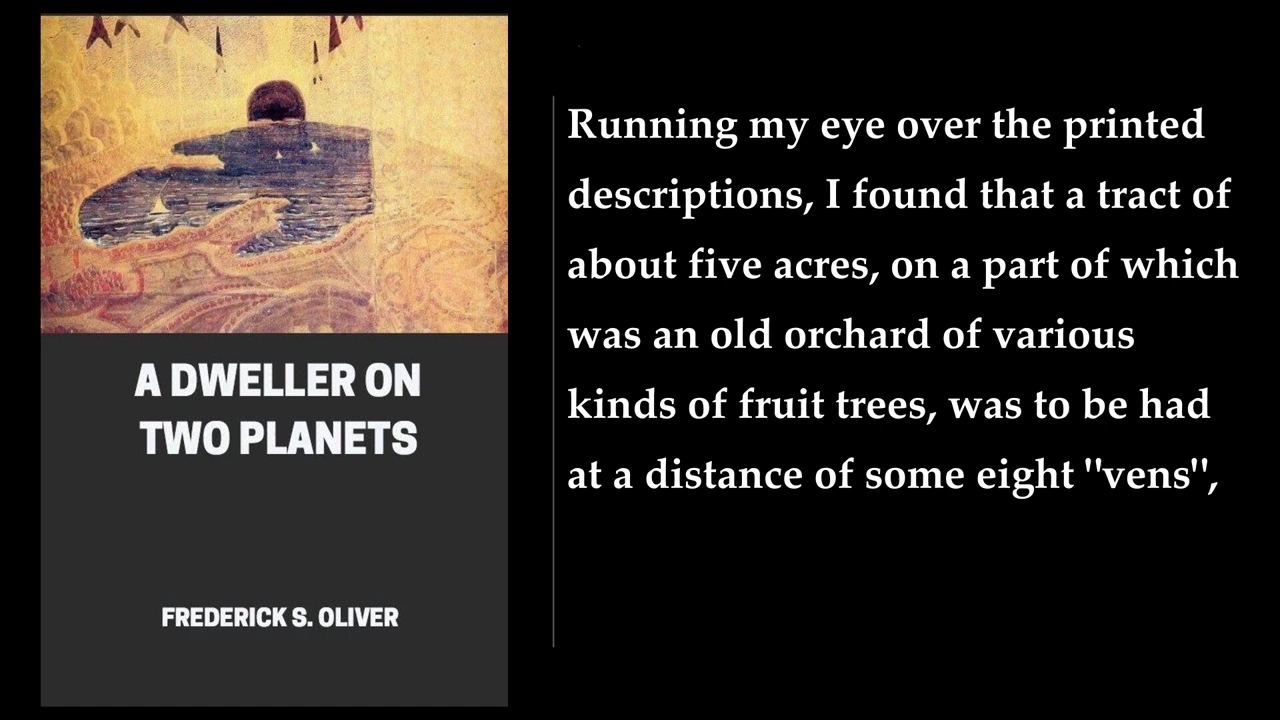 A DWELLER ON
TWO PLANETS
FREDERICK S. OLIVER
Running my eye over the printed
descriptions, I found that a tract of
about five acres, on a part of which
was an old orchard of various
kinds of fruit trees, was to be had
at a distance of some eight "vens",